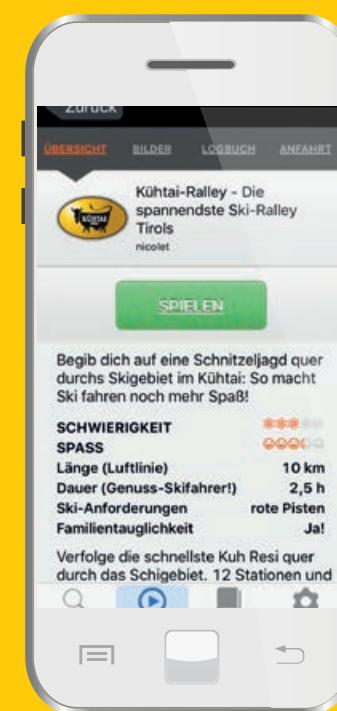 Zurück
ÜBERSICHT BILDER LOGBUCH ANFAHRT
KÜHTAI
Kühtai-Ralley - Die
spannendste Ski-Ralley
Tirols
nicolet
SPIELEN
Begib dich auf eine Schnitzeljagd quer
durchs Skigebiet im Kühtai: So macht
Ski fahren noch mehr Spaß!
SCHWIERIGKEIT
SPASS
Länge (Luftlinie) 10 km
Dauer (Genuss-Skifahrer!) 2,5 h
Ski-Anforderungen rote Pisten
Familientauglichkeit Ja!
Verfolge die schnellste Kuh Resi quer
durch das Schigebiet. 12 Stationen und